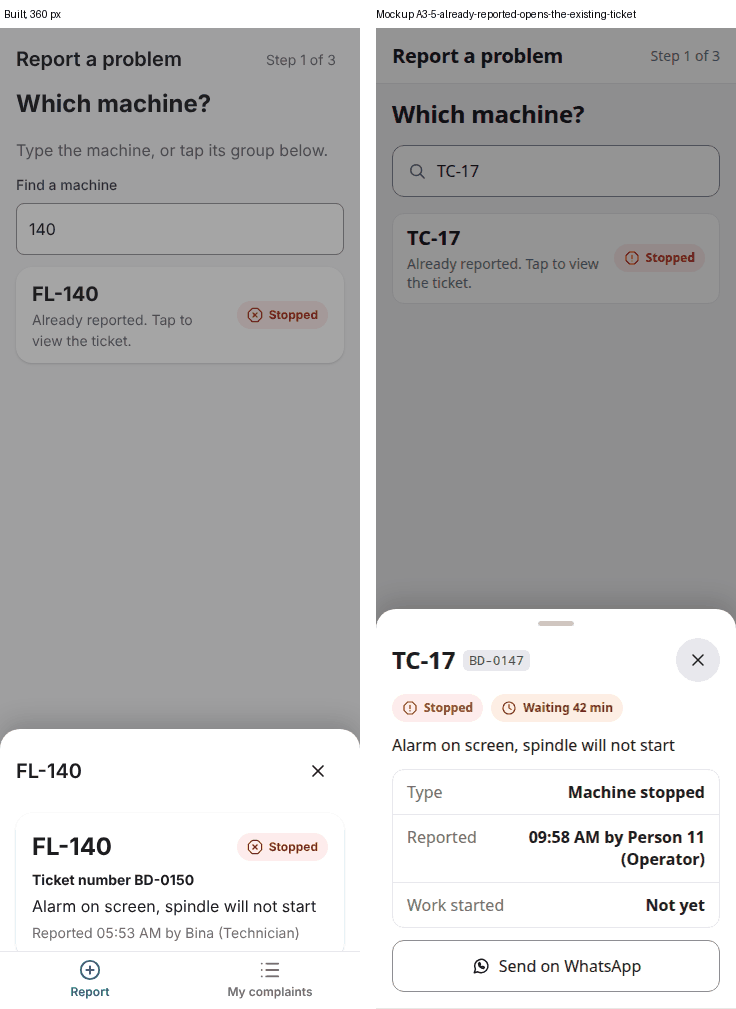 Built, 360 px
Report a problem
Step 1 of 3
Which machine?
Type the machine, or tap its group below.
Find a machine
140
FL-140
Already reported. Tap to
view the ticket.
Stopped
FL-140
FL-140
Stopped
Ticket number BD-0150
Alarm on screen, spindle will not start
Reported 05:53 AM by Bina (Technician)
Report
My complaints
Mockup A3-5-already-reported-opens-the-existing-ticket
Report a problem
Step 1 of 3
Which machine?
TC-17
TC-17
Already reported. Tap to view
the ticket.
Stopped
TC-17
BD-0147
Stopped
Waiting 42 min
Alarm on screen, spindle will not start
Type
Machine stopped
Reported
09:58 AM by Person 11
(Operator)
Work started
Not yet
Send on WhatsApp